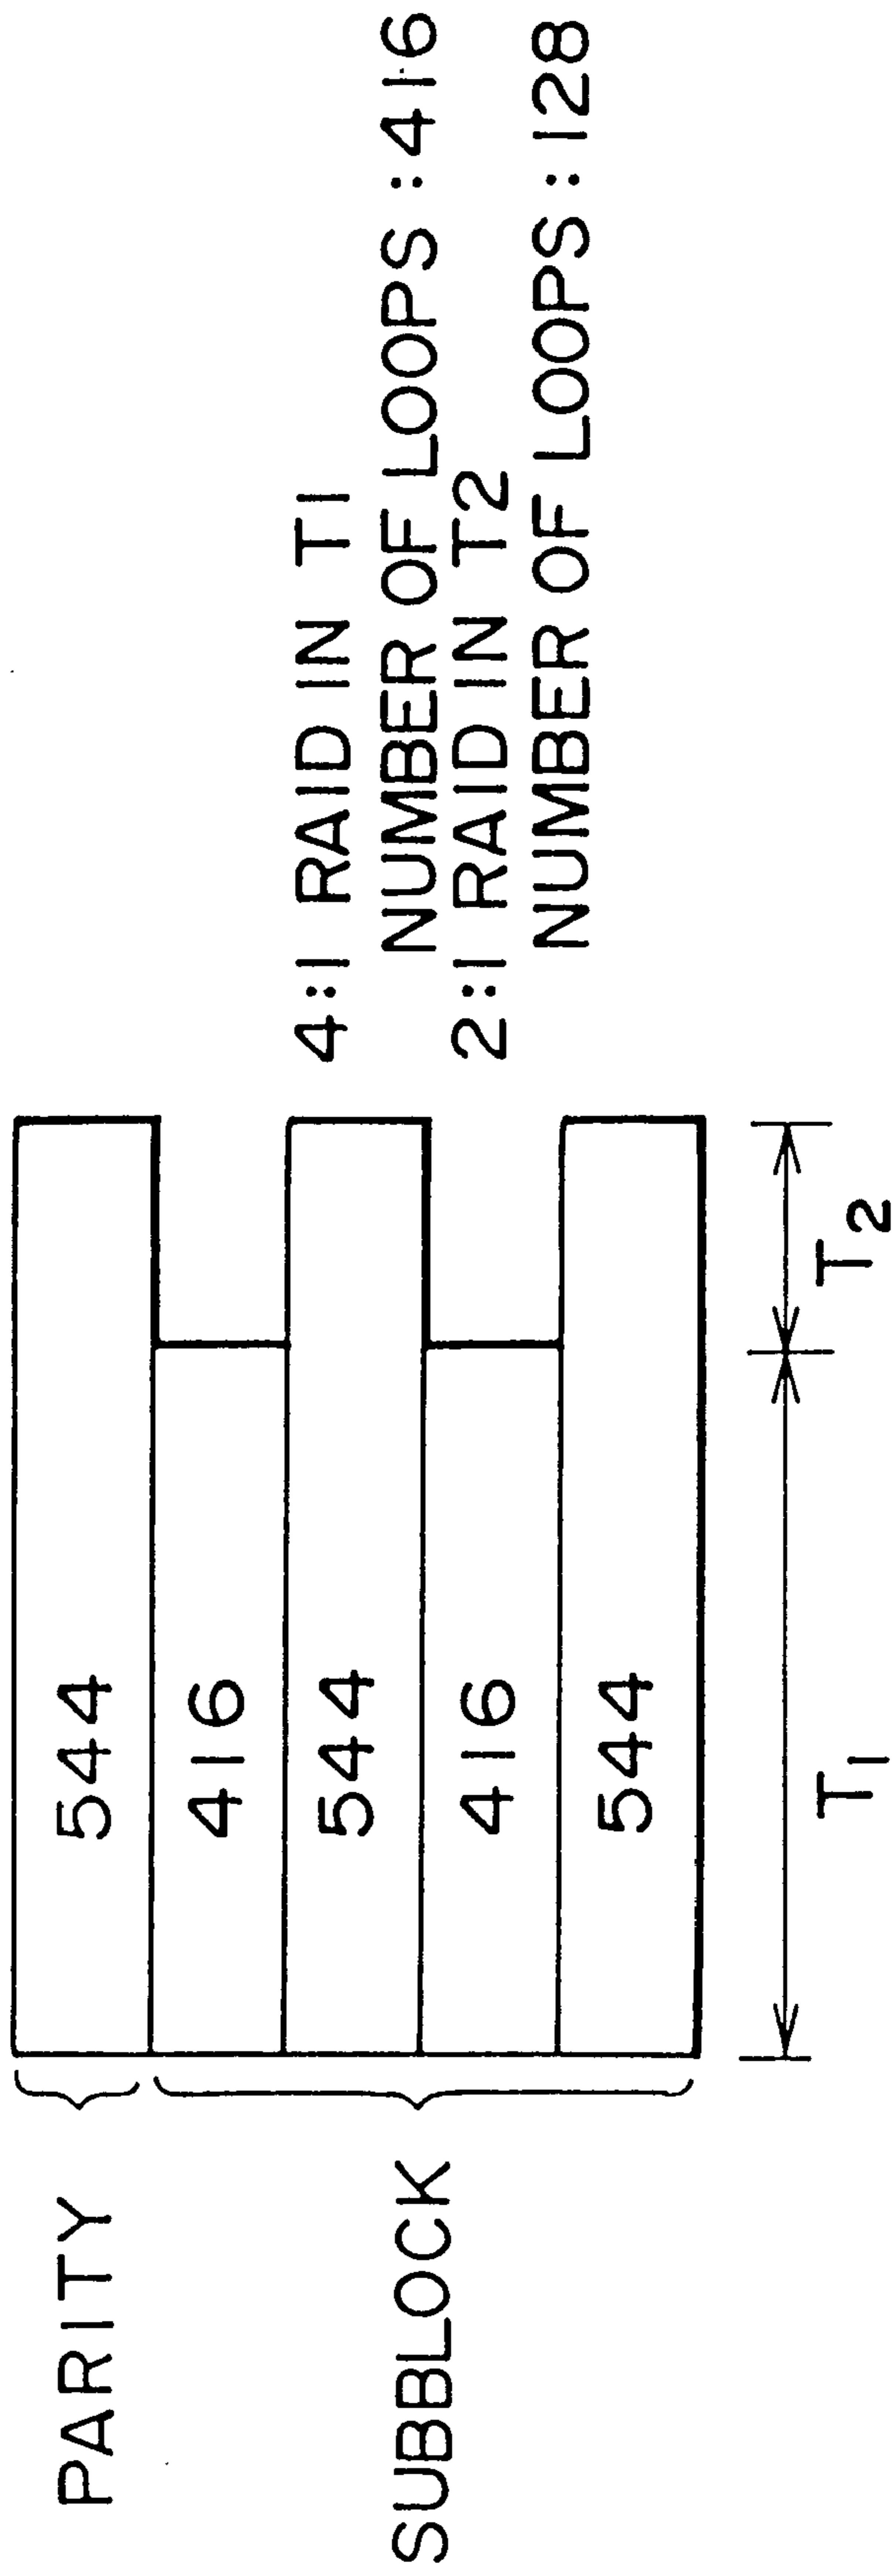 PARITY
SUBBLOCK
544
416
544
416
544
T1
T2
4:1 RAID IN T1
NUMBER OF LOOPS : 416
2:1 RAID IN T2
NUMBER OF LOOPS : 128